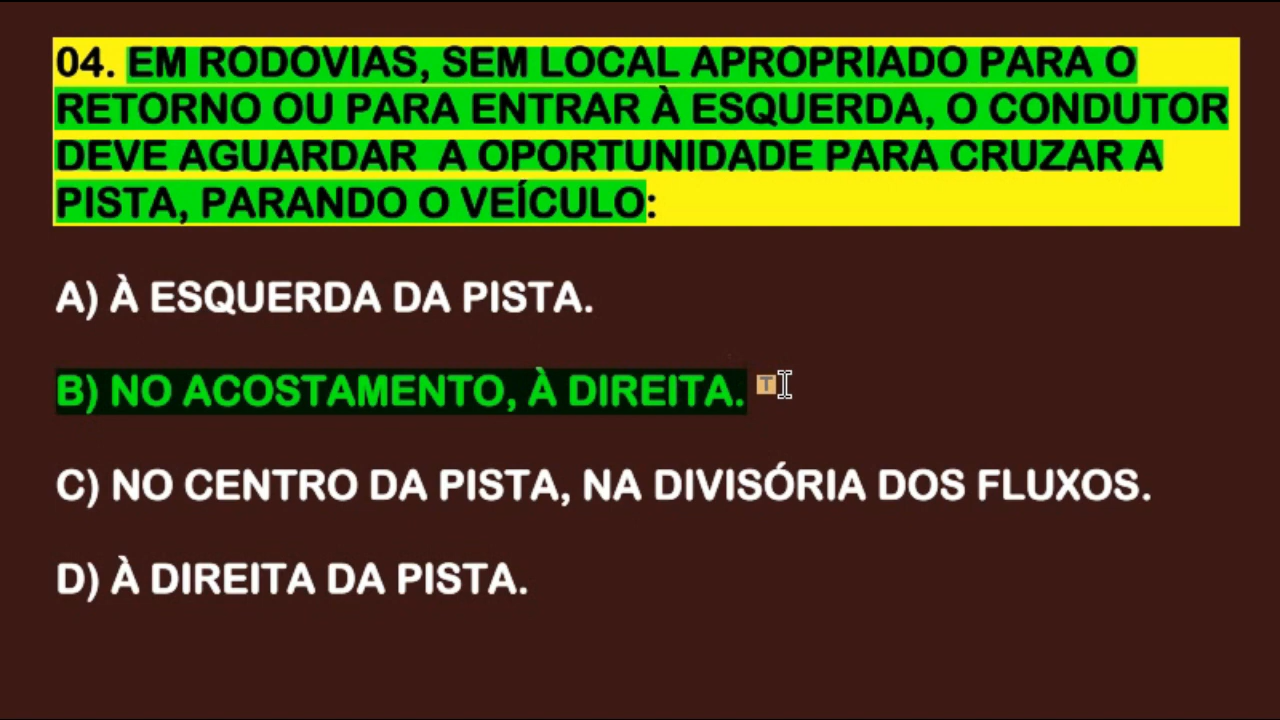 04. EM RODOVIAS, SEM LOCAL APROPRIADO PARA O
RETORNO OU PARA ENTRAR À ESQUERDA, O CONDUTOR
DEVE AGUARDAR A OPORTUNIDADE PARA CRUZAR A
PISTA, PARANDO O VEÍCULO:
A) À ESQUERDA DA PISTA.
B) NO ACOSTAMENTO, À DIREITA.
C) NO CENTRO DA PISTA, NA DIVISÓRIA DOS FLUXOS.
D) À DIREITA DA PISTA.